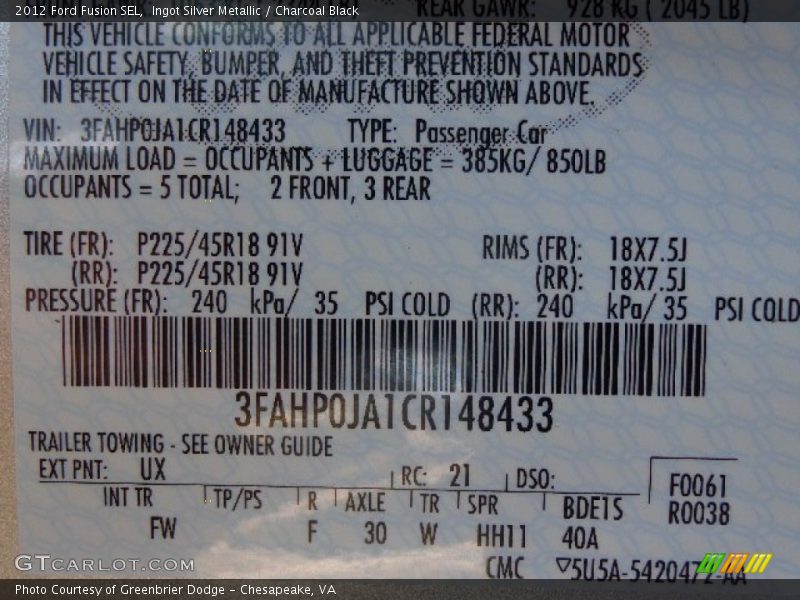 2012 Ford Fusion SEL, Ingot Silver Metallic / Charcoal Black
REAR GAWR: 928 KG ( 2045 LB)
THIS VEHICLE CONFORMS TO ALL APPLICABLE FEDERAL MOTOR
VEHICLE SAFETY, BUMPER, AND THEFT PREVENTION STANDARDS
IN EFFECT ON THE DATE OF MANUFACTURE SHOWN ABOVE.
VIN: 3FAHP0JA1CR148433 TYPE: Passenger Car
MAXIMUM LOAD = OCCUPANTS + LUGGAGE = 385KG/ 850LB
OCCUPANTS = 5 TOTAL; 2 FRONT, 3 REAR
TIRE (FR): P225/45R18 91V RIMS (FR): 18X7.5J
(RR): P225/45R18 91V (RR): 18X7.5J
PRESSURE (FR): 240 kPa/ 35 PSI COLD (RR): 240 kPa/ 35 PSI COLD
3FAHP0JA1CR148433
TRAILER TOWING - SEE OWNER GUIDE
EXT PNT: UX RC: 21 DSO: F0061
INT TR TP/PS R AXLE TR SPR BDE1S R0038
FW F 30 W HH11 40A
CMC ▽5U5A-5420472-AA
GTCARLOT.COM
Photo Courtesy of Greenbrier Dodge - Chesapeake, VA